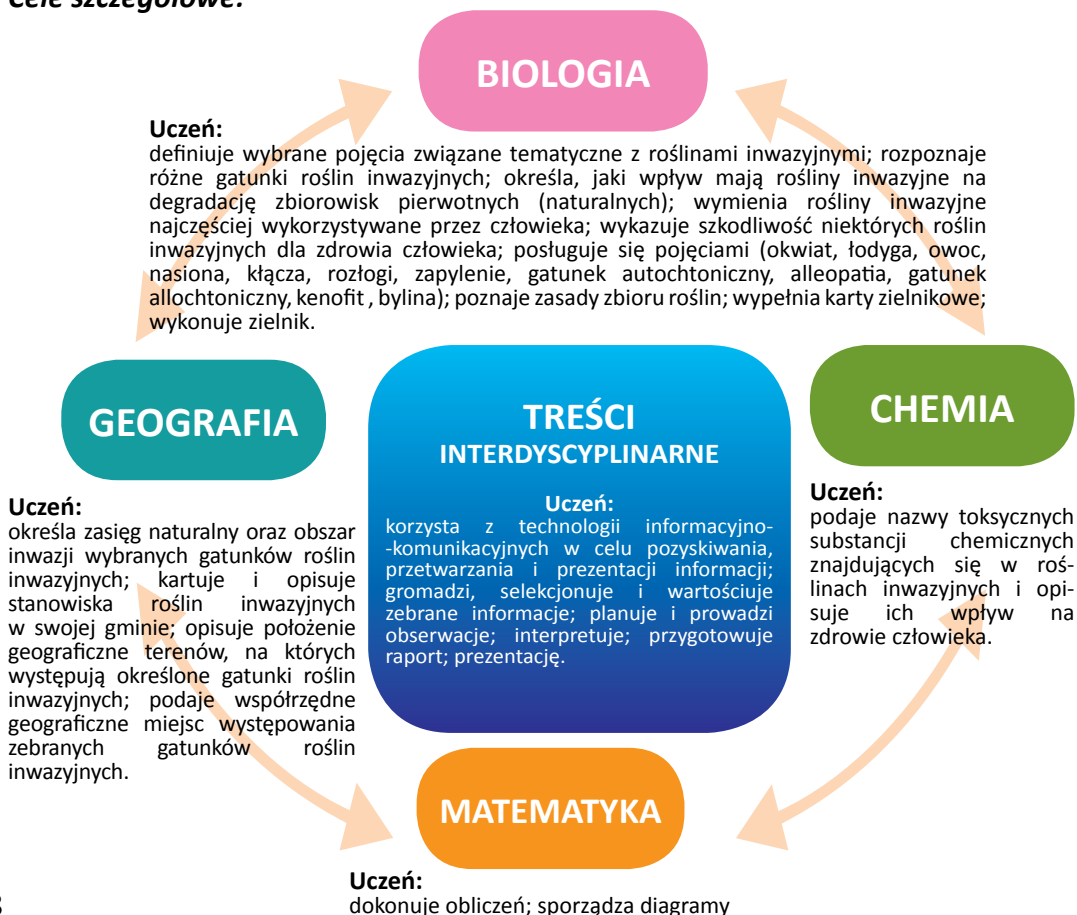 Cele szczegółowe:
BIOLOGIA
Uczeń:
definiuje wybrane pojęcia związane tematyczne z roślinami inwazyjnymi; rozpoznaje
różne gatunki roślin inwazyjnych; określa, jaki wpływ mają rośliny inwazyjne na
degradację zbiorowisk pierwotnych (naturalnych); wymienia rośliny inwazyjne
najczęściej wykorzystywane przez człowieka; wykazuje szkodliwość niektórych roślin
inwazyjnych dla zdrowia człowieka; posługuje się pojęciami (okwiat, łodyga, owoc,
nasiona, kłącza, rozłogi, zapylenie, gatunek autochtoniczny, alleopatia, gatunek
allochtoniczny, kenofit , bylina); poznaje zasady zbioru roślin; wypełnia karty zielnikowe;
wykonuje zielnik.
GEOGRAFIA
Uczeń:
określa zasięg naturalny oraz obszar
inwazji wybranych gatunków roślin
inwazyjnych; kartuje i opisuje
stanowiska roślin inwazyjnych
w swojej gminie; opisuje położenie
geograficzne terenów, na których
występują określone gatunki roślin
inwazyjnych; podaje współrzędne
geograficzne miejsc występowania
zebranych gatunków roślin
inwazyjnych.
TREŚCI
INTERDYSCYPLINARNE
Uczeń:
korzysta z technologii informacyjno-
-komunikacyjnych w celu pozyskiwania,
przetwarzania i prezentacji informacji;
gromadzi, selekcjonuje i wartościuje
zebrane informacje; planuje i prowadzi
obserwacje; interpretuje; przygotowuje
raport; prezentację.
CHEMIA
Uczeń:
podaje nazwy toksycznych
substancji chemicznych
znajdujących się w roś-
linach inwazyjnych i opi-
suje ich wpływ na
zdrowie człowieka.
MATEMATYKA
Uczeń:
dokonuje obliczeń; sporządza diagramy